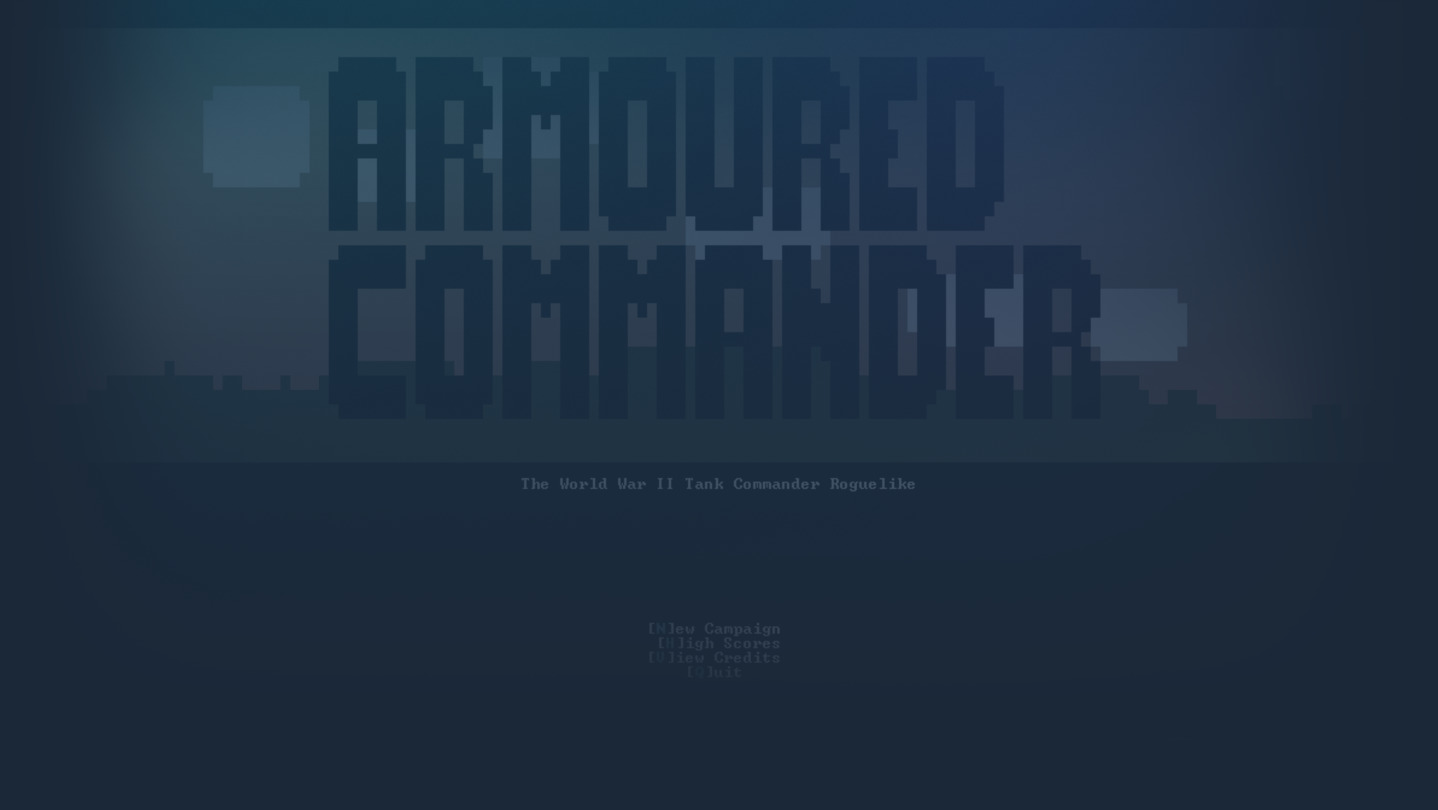 ARMOURED
COMMANDER
The World War II Tank Commander Roguelike
[N]ew Campaign
[H]igh Scores
[V]iew Credits
[Q]uit